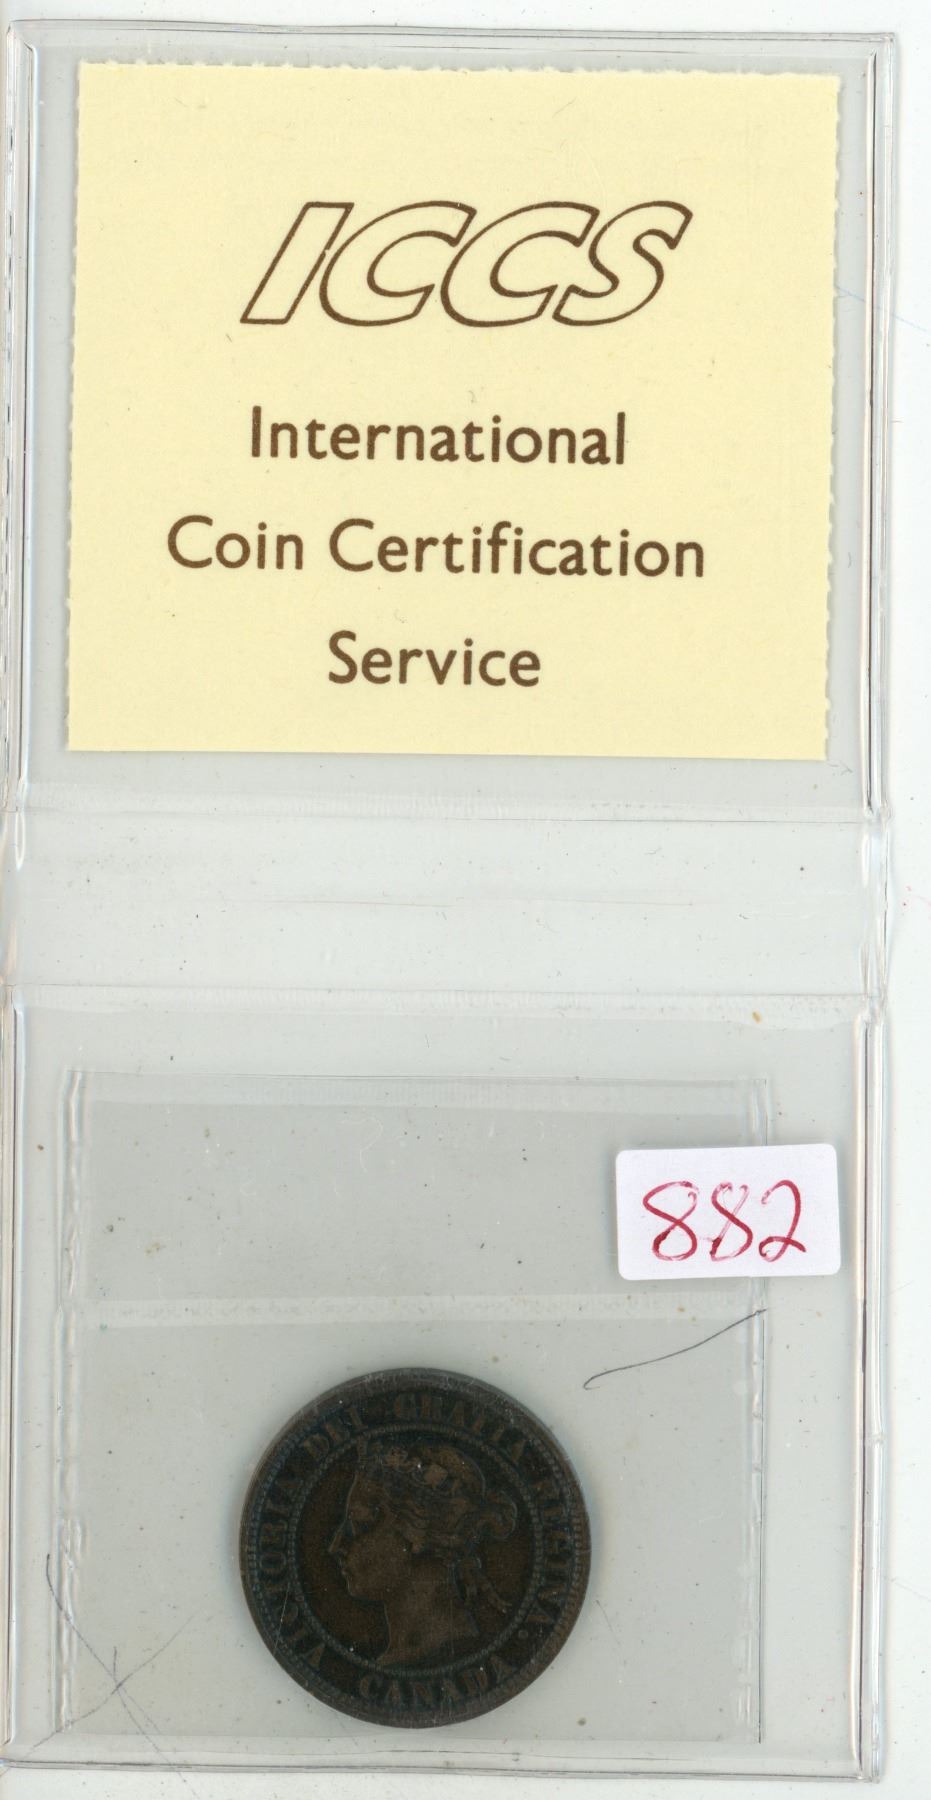 ICCS
International
Coin Certification
Service
882
VICTORIA DEI GRATIA REGINA.
CANADA